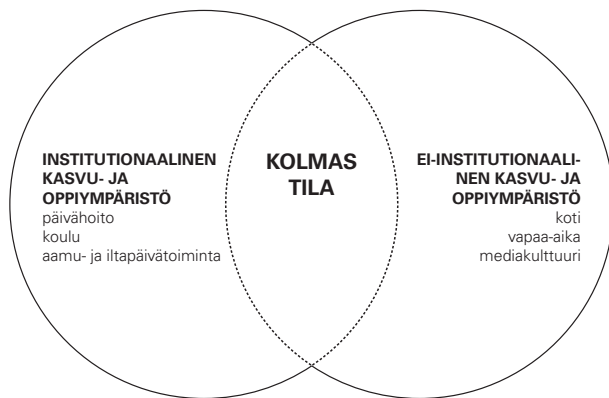 INSTITUTIONAALINEN
KASVU- JA
OPPIYMPÄRISTÖ
päivähoito
koulu
aamu- ja iltapäivätoiminta
KOLMAS
TILA
EI-INSTITUTIONAALI-
NEN KASVU- JA
OPPIYMPÄRISTÖ
koti
vapaa-aika
mediakulttuuri